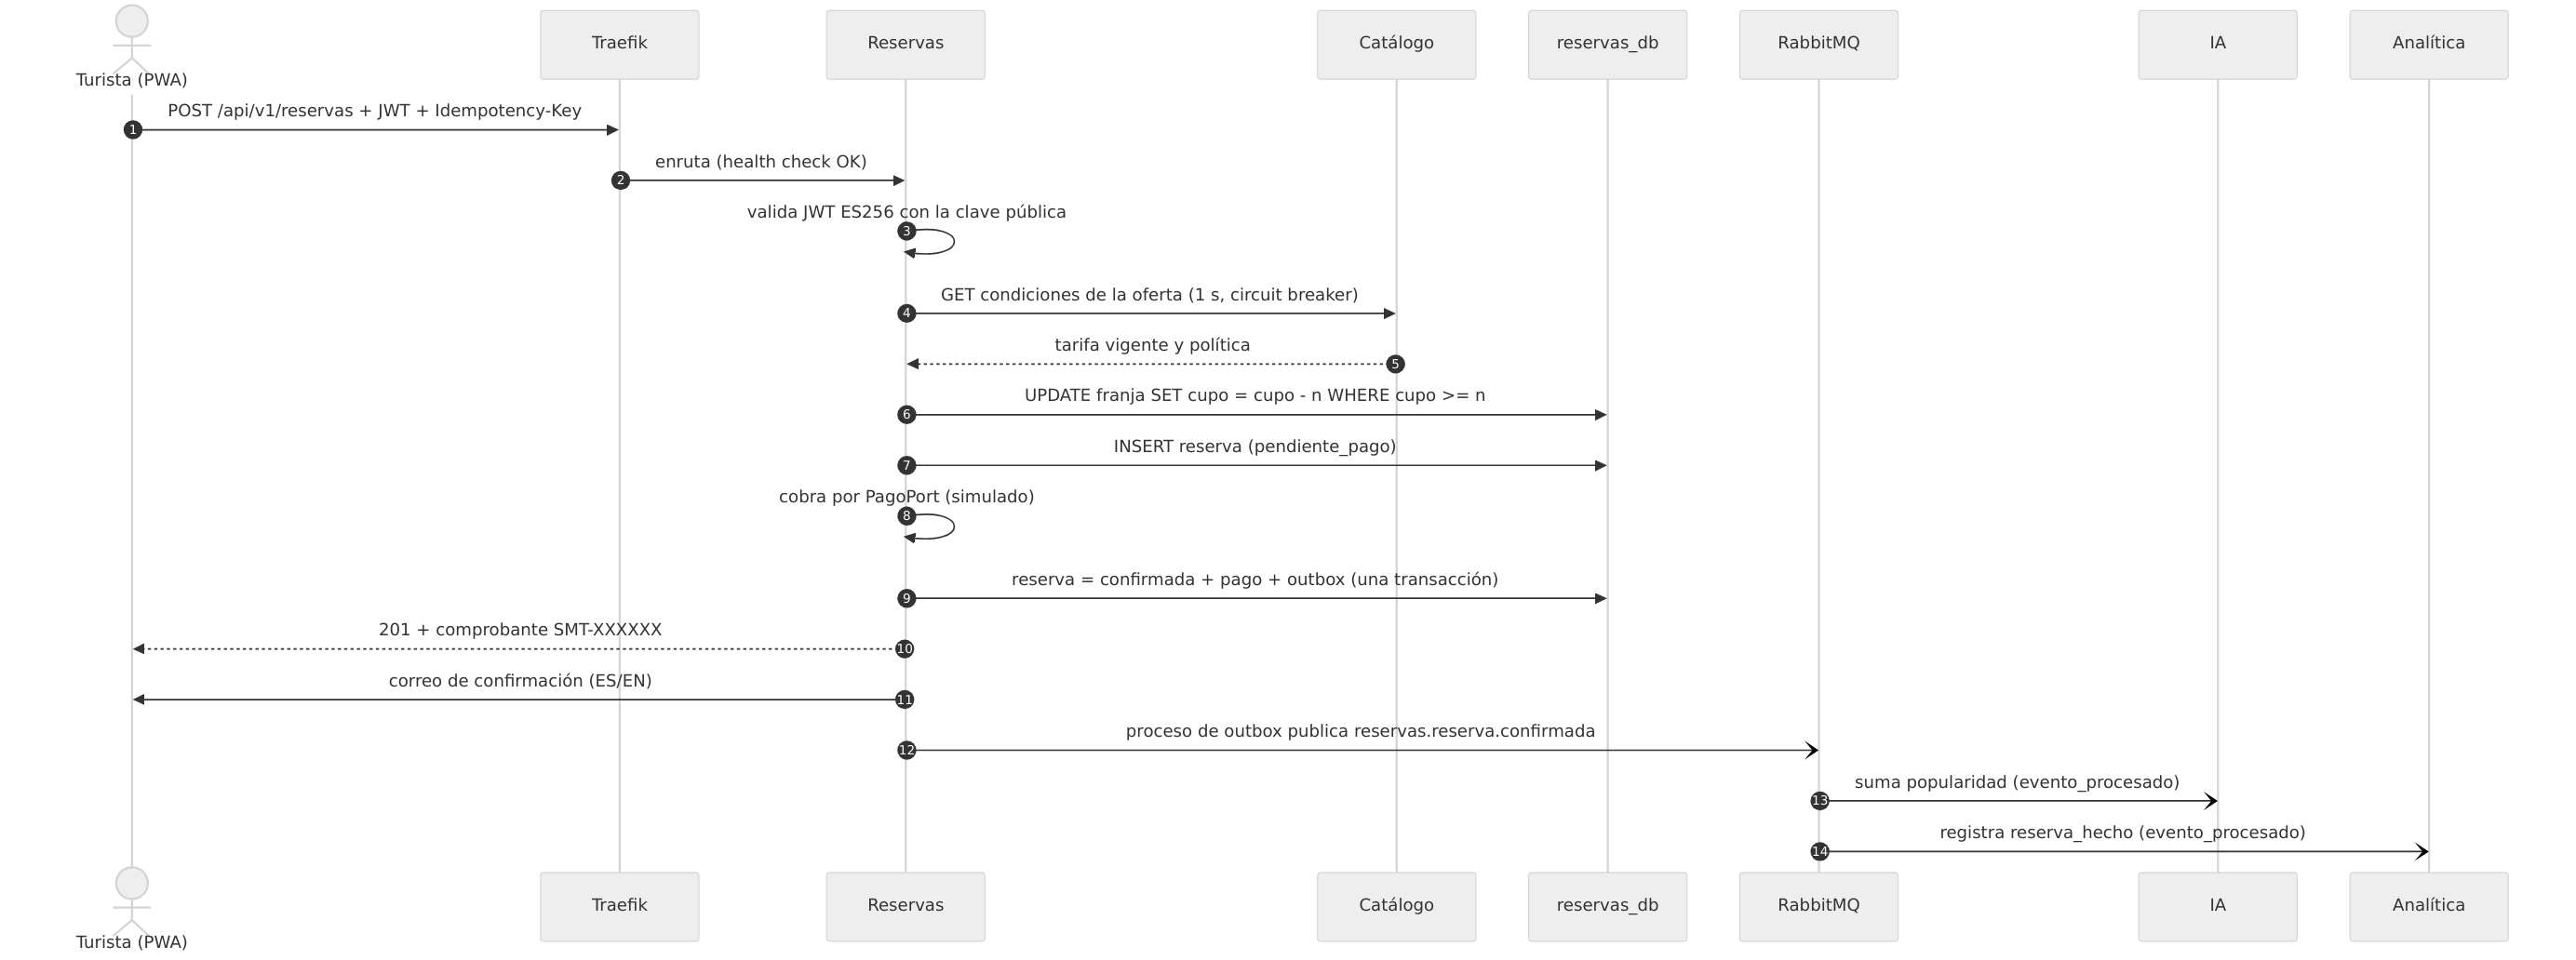 Turista (PWA)
Traefik
Reservas
Catálogo
reservas_db
RabbitMQ
IA
Analítica
POST /api/v1/reservas + JWT + Idempotency-Key
1
enruta (health check OK)
2
valida JWT ES256 con la clave pública
3
GET condiciones de la oferta (1 s, circuit breaker)
4
tarifa vigente y política
5
UPDATE franja SET cupo = cupo - n WHERE cupo >= n
6
INSERT reserva (pendiente_pago)
7
cobra por PagoPort (simulado)
8
reserva = confirmada + pago + outbox (una transacción)
9
201 + comprobante SMT-XXXXXX
10
correo de confirmación (ES/EN)
11
proceso de outbox publica reservas.reserva.confirmada
12
suma popularidad (evento_procesado)
13
registra reserva_hecho (evento_procesado)
14
Turista (PWA)
Traefik
Reservas
Catálogo
reservas_db
RabbitMQ
IA
Analítica